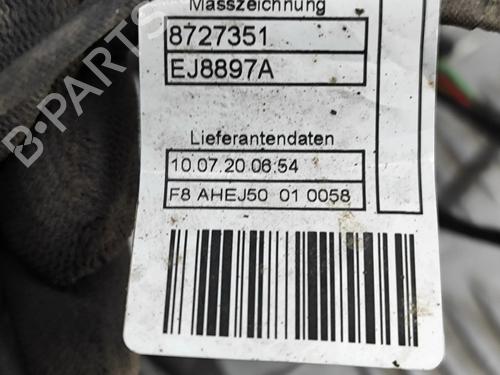 Masszeichnung
8727351
EJ8897A
Lieferantendaten
10.07.20 06:54
F8 AHEJ50 01 0058
B-PARTS